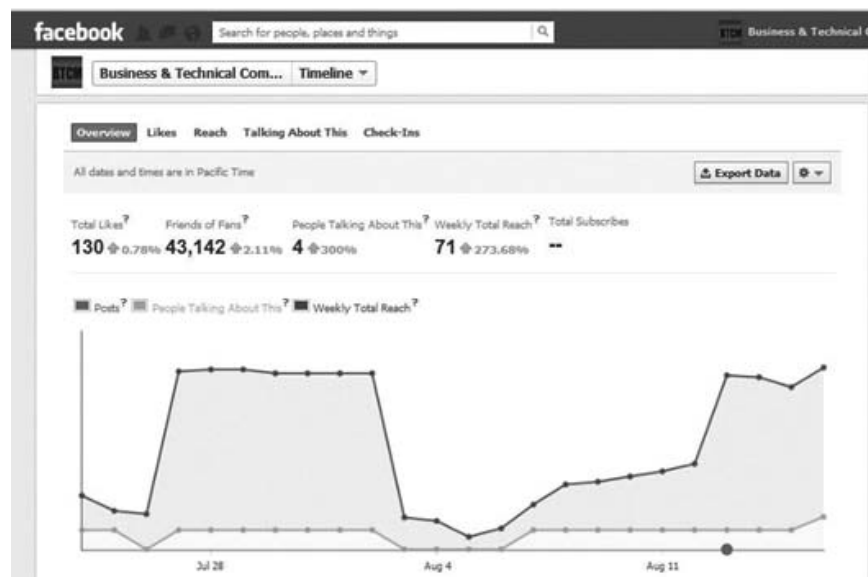 facebook Search for people, places and things BTCM Business & Technical C
BTCM Business & Technical Com... Timeline
Overview Likes Reach Talking About This Check-Ins
All dates and times are in Pacific Time Export Data
Total Likes? Friends of Fans? People Talking About This? Weekly Total Reach? Total Subscribes
130 0.78% 43,142 2.11% 4 300% 71 273.68% --
Posts? People Talking About This? Weekly Total Reach?
Jul 28 Aug 4 Aug 11